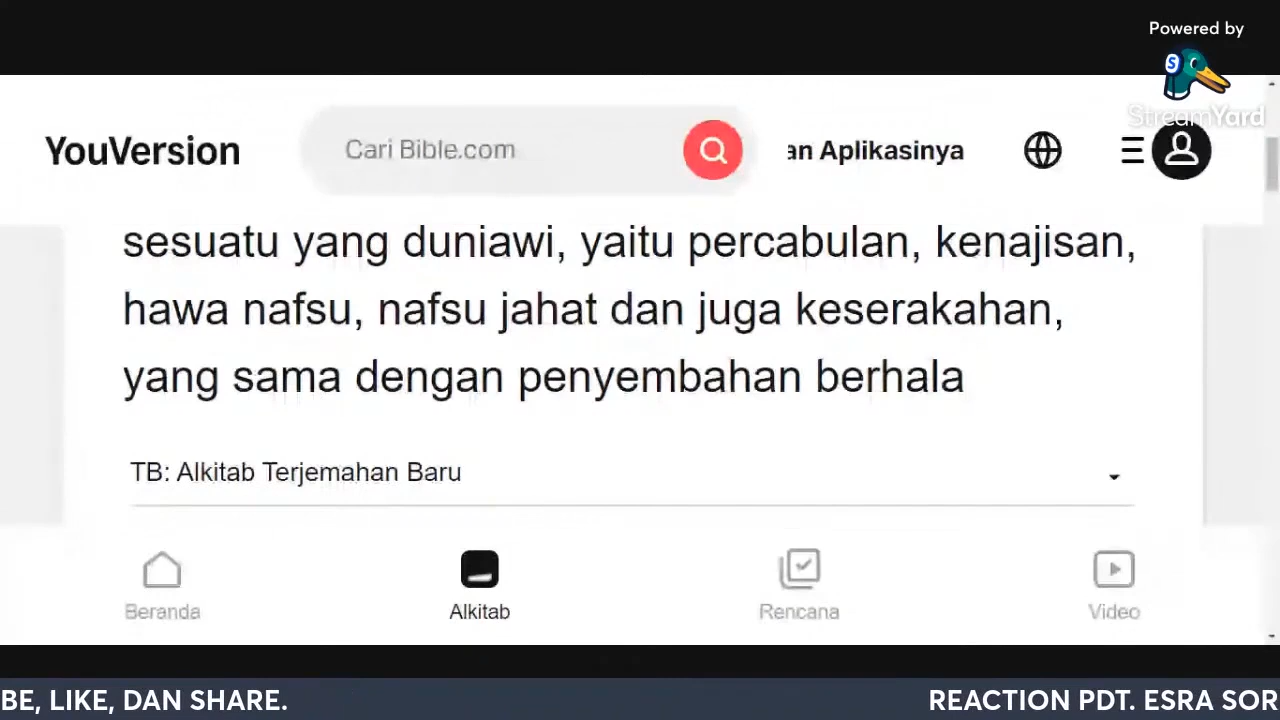 Powered by
StreamYard
YouVersion
Cari Bible.com
an Aplikasinya
sesuatu yang duniawi, yaitu percabulan, kenajisan,
hawa nafsu, nafsu jahat dan juga keserakahan,
yang sama dengan penyembahan berhala
TB: Alkitab Terjemahan Baru
Beranda
Alkitab
Rencana
Video
BE, LIKE, DAN SHARE.
REACTION PDT. ESRA SOR